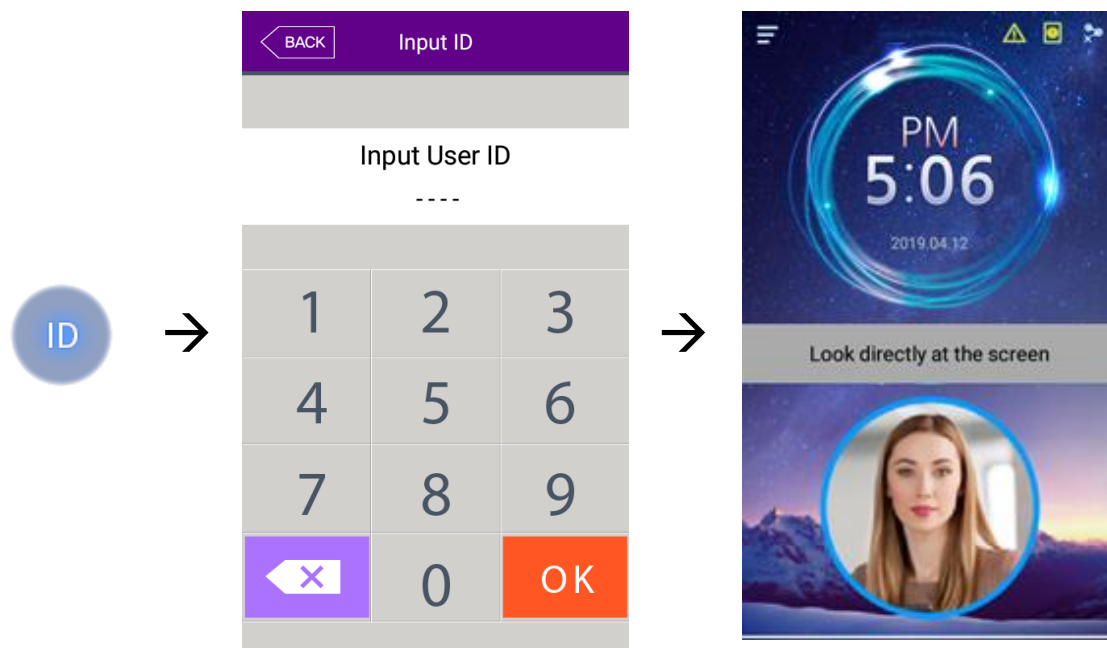 ID
BACK
Input ID
Input User ID
----
1 2 3
4 5 6
7 8 9
0 OK
PM
5:06
2019.04.12
Look directly at the screen